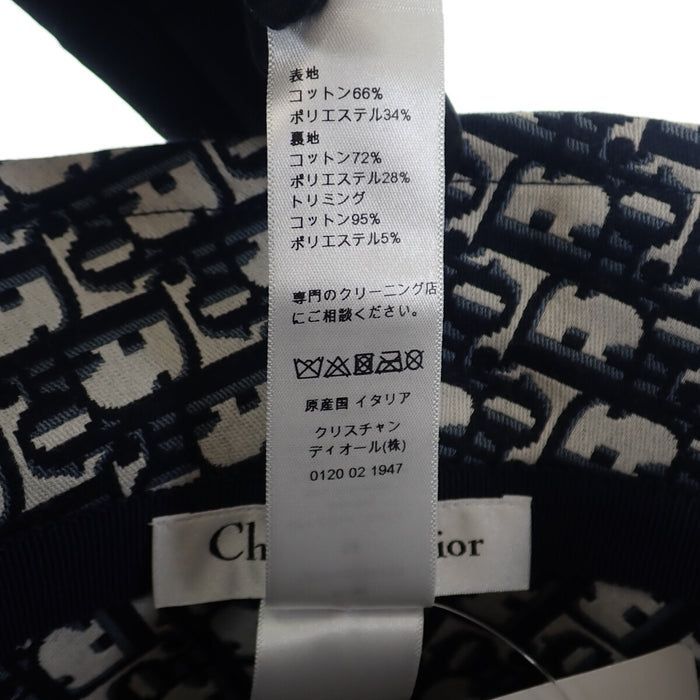 表地
コットン66%
ポリエステル34%
裏地
コットン72%
ポリエステル28%
トリミング
コットン95%
ポリエステル5%
専門のクリーニング店
にご相談ください。
原産国 イタリア
クリスチャン
ディオール(株)
0120 02 1947
Ch ior